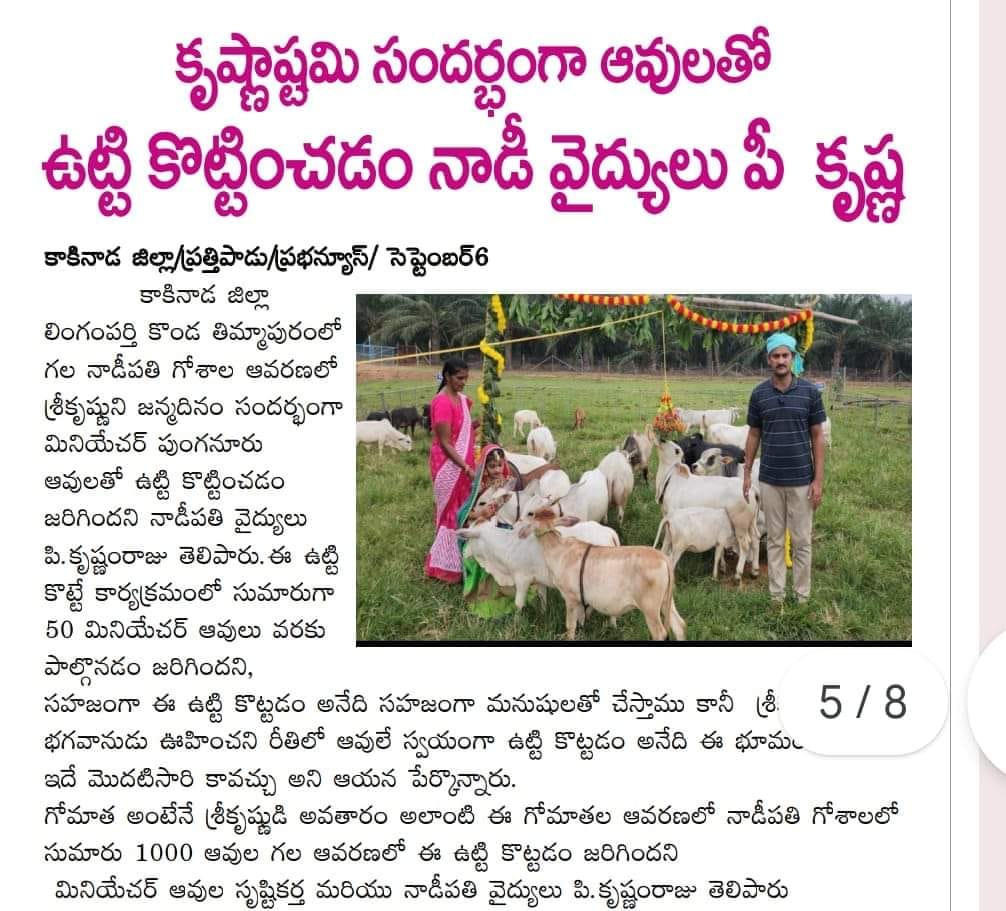 కృష్ణాష్టమి సందర్భంగా ఆవులతో
ఉట్టి కొట్టించడం నాడీ వైద్యులు పీ కృష్ణ
కాకినాడ జిల్లా/ప్రత్తిపాడు/ప్రభన్యూస్/ సెప్టెంబర్6
కాకినాడ జిల్లా
లింగంపర్తి కొండ తిమ్మాపురంలో
గల నాడీపతి గోశాల ఆవరణలో
శ్రీకృష్ణుని జన్మదినం సందర్భంగా
మినియేచర్ పుంగనూరు
ఆవులతో ఉట్టి కొట్టించడం
జరిగిందని నాడీపతి వైద్యులు
పి.కృష్ణంరాజు తెలిపారు.ఈ ఉట్టి
కొట్టే కార్యక్రమంలో సుమారుగా
50 మినియేచర్ ఆవులు వరకు
పాల్గొనడం జరిగిందని,
సహజంగా ఈ ఉట్టి కొట్టడం అనేది సహజంగా మనుషులతో చేస్తాము కానీ
భగవానుడు ఊహించని రీతిలో ఆవులే స్వయంగా ఉట్టి కొట్టడం అనేది ఈ
ఇదే మొదటిసారి కావచ్చు అని ఆయన పేర్కొన్నారు.
గోమాత అంటేనే శ్రీకృష్ణుడి అవతారం అలాంటి ఈ గోమాతల ఆవరణలో నాడీపతి గోశాలలో
సుమారు 1000 ఆవుల గల ఆవరణలో ఈ ఉట్టి కొట్టడం జరిగిందని
మినియేచర్ ఆవుల సృష్టికర్త మరియు నాడీపతి వైద్యులు పి.కృష్ణంరాజు తెలిపారు
5 / 8